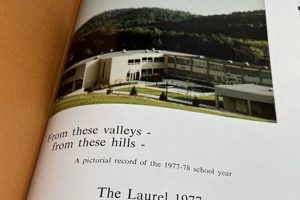 From these valleys -
from these hills -
A pictorial record of the 1977-78 school year
The Laurel 1977